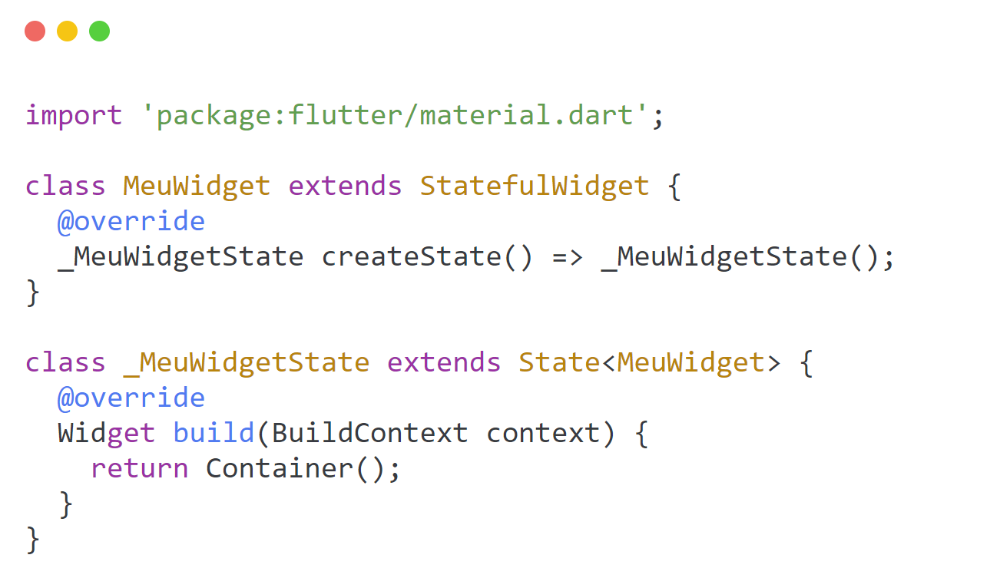 import 'package:flutter/material.dart';
class MeuWidget extends StatefulWidget {
  @override
  _MeuWidgetState createState() => _MeuWidgetState();
}
class _MeuWidgetState extends State<MeuWidget> {
  @override
  Widget build(BuildContext context) {
    return Container();
  }
}